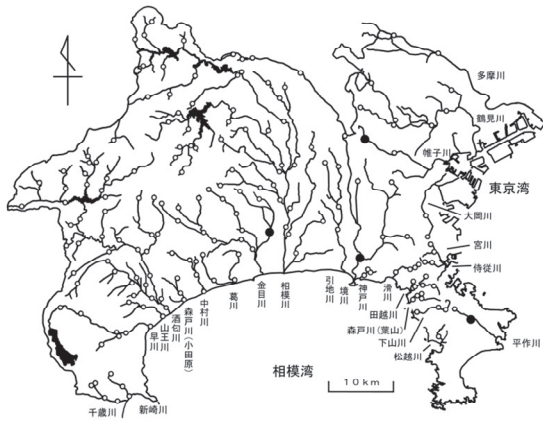 多摩川
鶴見川
帷子川
東京湾
大岡川
宮川
侍従川
平作川
滑川
田越川
森戸川(葉山)
下山川
松越川
神戸川
境川
引地川
相模川
金目川
葛川
中村川
森戸川(小田原)
酒匂川
山王川
早川
相模湾
10km
千歳川
新崎川